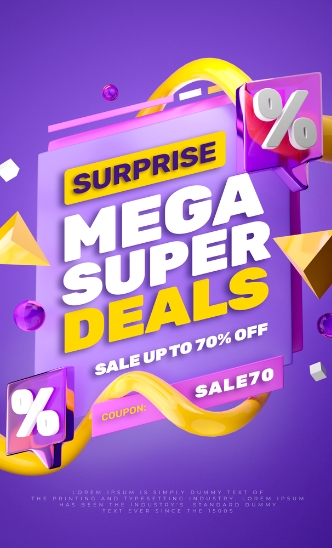 %
SURPRISE
MEGA
SUPER
DEALS
SALE UP TO 70% OFF
COUPON: SALE70
%
LOREM IPSUM IS SIMPLY DUMMY TEXT OF
THE PRINTING AND TYPESETTING INDUSTRY. LOREM IPSUM
HAS BEEN THE INDUSTRY'S STANDARD DUMMY
TEXT EVER SINCE THE 1500S